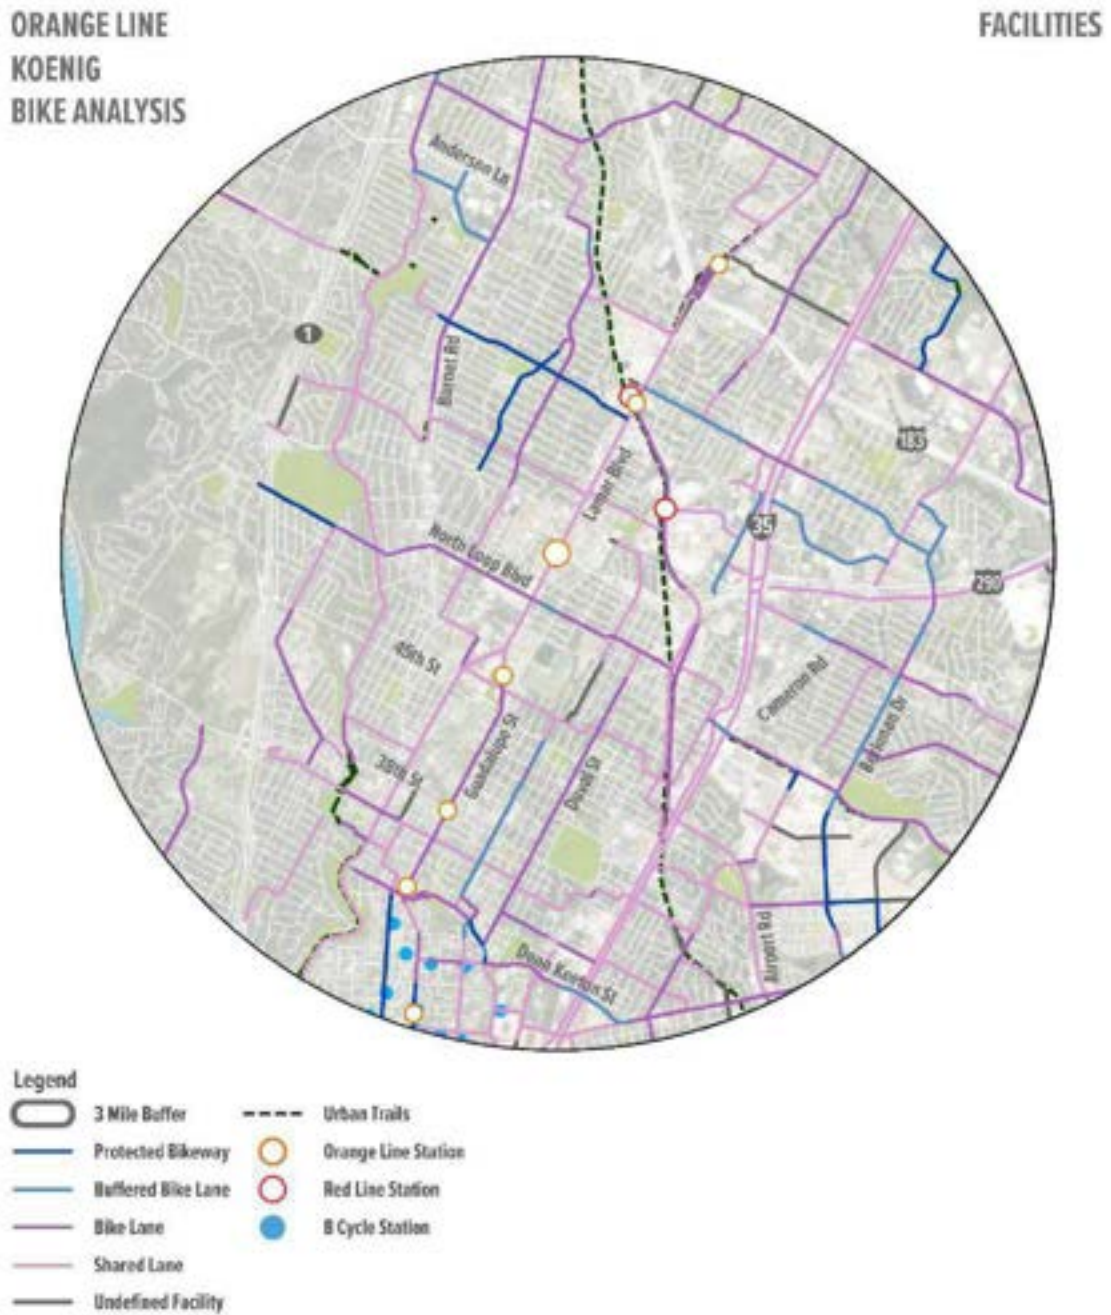 ORANGE LINE
KOENIG
BIKE ANALYSIS
FACILITIES
Anderson Ln
1
Burnet Rd
183
Lamar Blvd
35
North Loop Blvd
290
45th St
Cameron Rd
Guadalupe St
Berkman Dr
38th St
Duval St
Airport Rd
Dean Keeton St
Legend
3 Mile Buffer
Urban Trails
Protected Bikeway
Orange Line Station
Buffered Bike Lane
Red Line Station
Bike Lane
B Cycle Station
Shared Lane
Undefined Facility